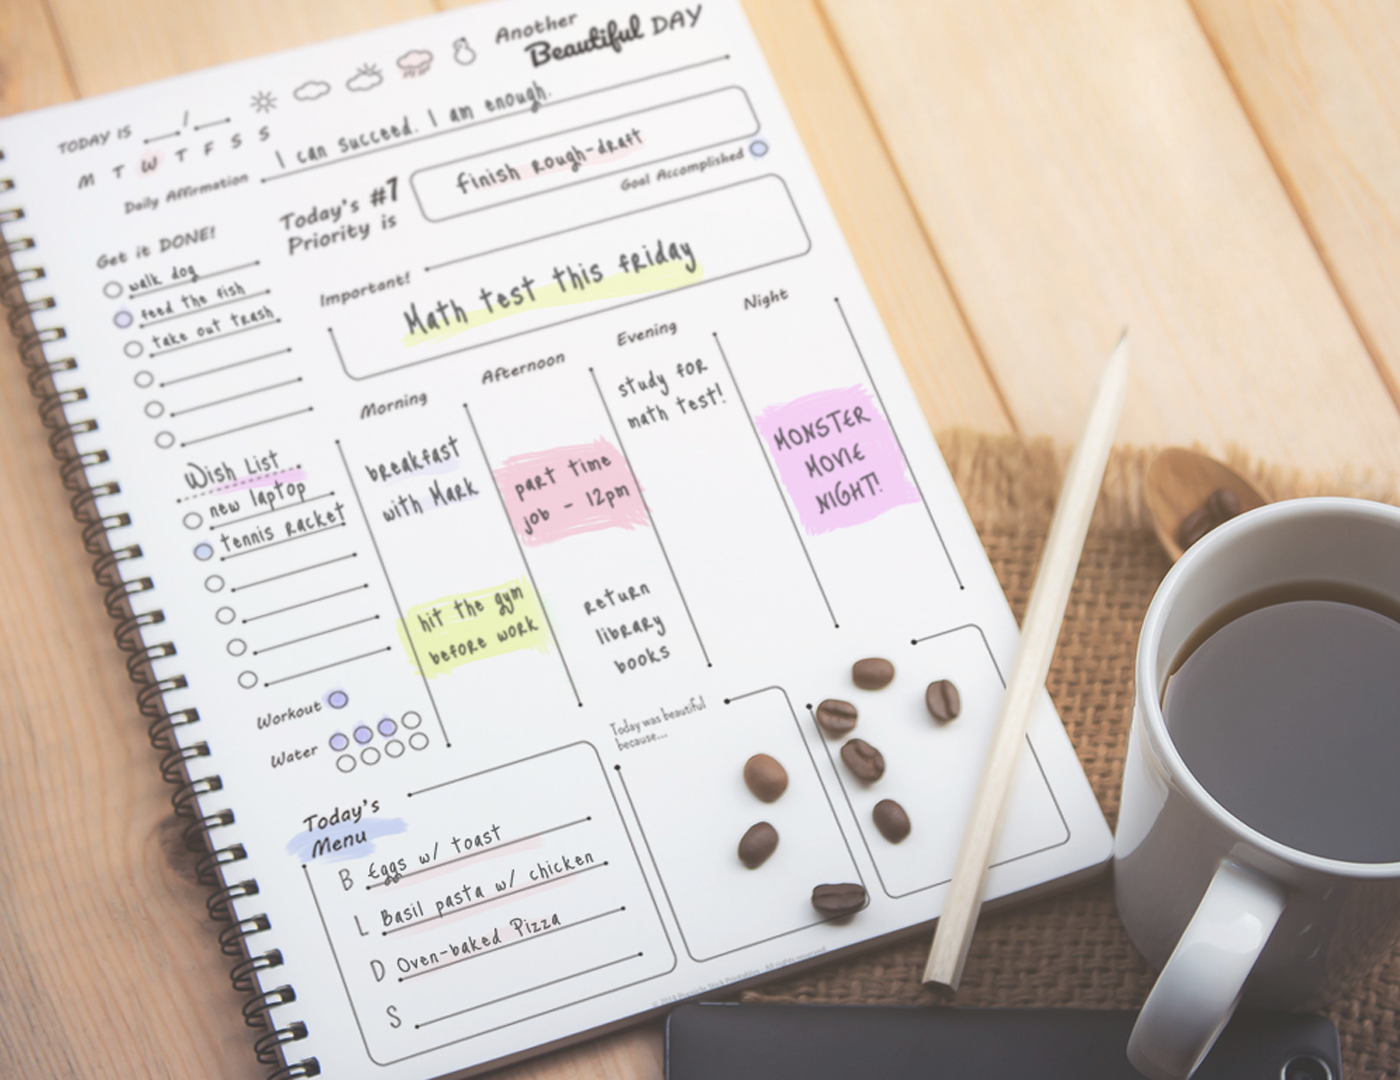 Another
Beautiful DAY
TODAY IS __/__
M T W T F S S
Daily Affirmation I can succeed. I am enough.
Today's #1
Priority is
finish rough-draft
Goal Accomplished
Get it DONE!
walk dog
feed the fish
take out trash
Important!
Math test this friday
Wish List
new laptop
tennis racket
Morning
breakfast
with Mark
hit the gym
before work
Afternoon
part time
job - 12pm
return
library
books
Evening
study for
math test!
Night
MONSTER
MOVIE
NIGHT!
Workout
Water
Today's
Menu
B Eggs w/ toast
L Basil pasta w/ chicken
D Oven-baked Pizza
S
Today was beautiful
because...